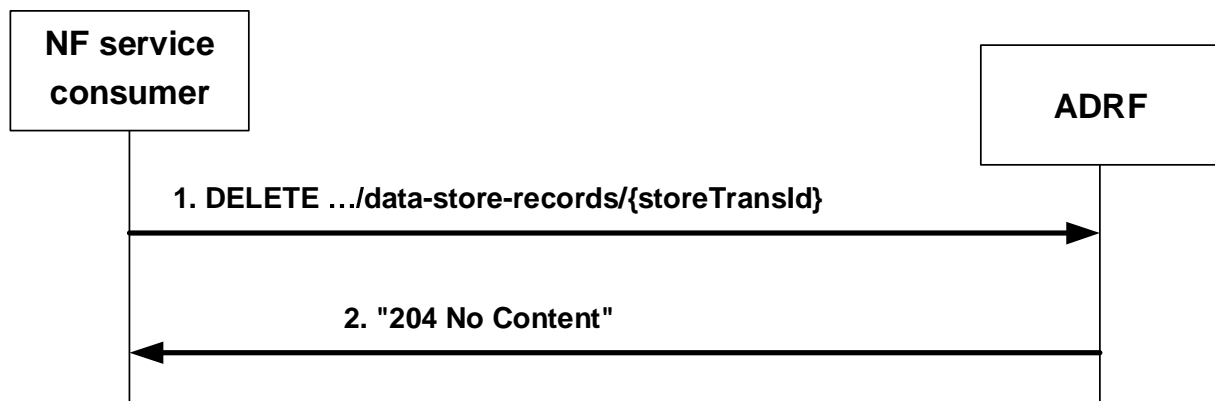 NF service
consumer
ADRF
1. DELETE …/data-store-records/{storeTransId}
2. "204 No Content"